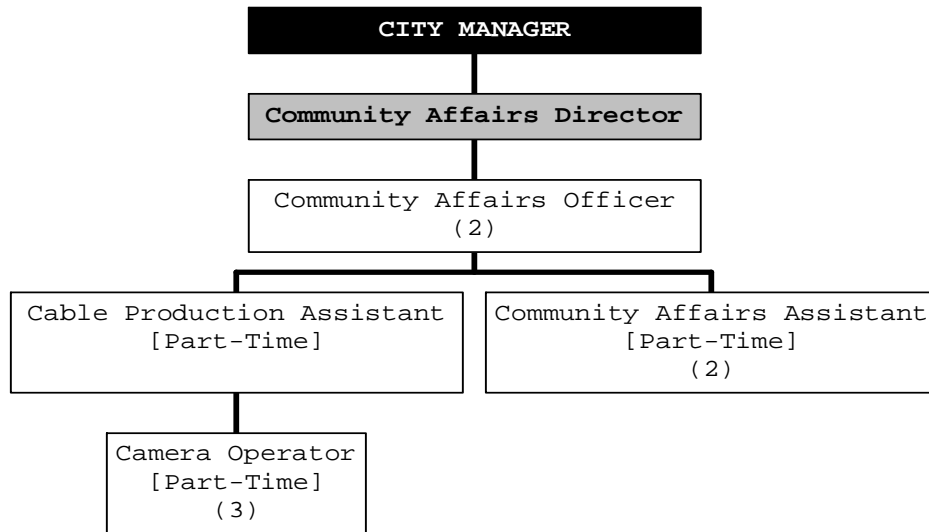 CITY MANAGER
Community Affairs Director
Community Affairs Officer
(2)
Cable Production Assistant
[Part-Time]
Community Affairs Assistant
[Part-Time]
(2)
Camera Operator
[Part-Time]
(3)